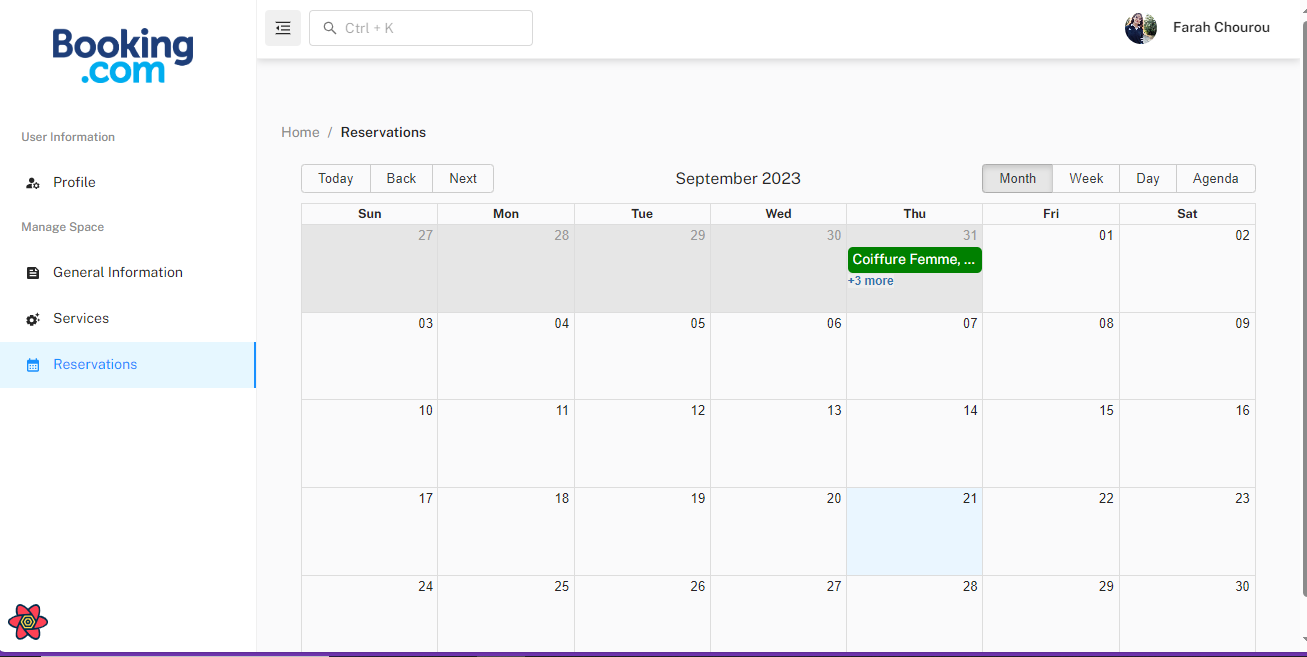 Booking
.com
Ctrl + K
Farah Chourou
User Information
Profile
Manage Space
General Information
Services
Reservations
Home / Reservations
Today Back Next
September 2023
Month Week Day Agenda
Sun Mon Tue Wed Thu Fri Sat
27 28 29 30 31 01 02
Coiffure Femme, ...
+3 more
03 04 05 06 07 08 09
10 11 12 13 14 15 16
17 18 19 20 21 22 23
24 25 26 27 28 29 30